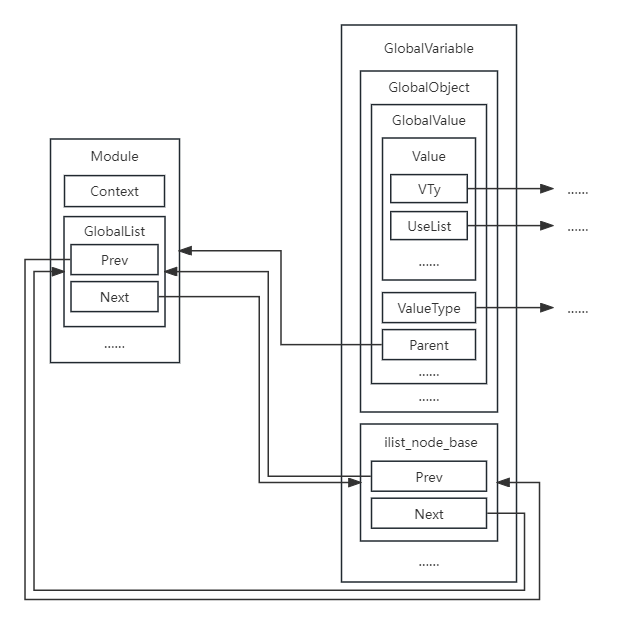 Module
Context
GlobalList
Prev
Next
......
GlobalVariable
GlobalObject
GlobalValue
Value
VTy
......
UseList
......
......
ValueType
......
Parent
......
......
ilist_node_base
Prev
Next
......